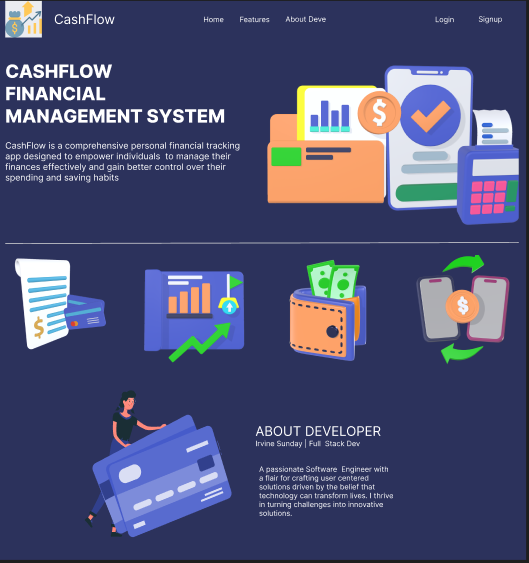 CashFlow
Home Features About Deve
Login Signup
CASHFLOW
FINANCIAL
MANAGEMENT SYSTEM
CashFlow is a comprehensive personal financial tracking
app designed to empower individuals to manage their
finances effectively and gain better control over their
spending and saving habits
$
$
$
ABOUT DEVELOPER
Irvine Sunday | Full Stack Dev
A passionate Software Engineer with
a flair for crafting user centered
solutions driven by the belief that
technology can transform lives. I thrive
in turning challenges into innovative
solutions.